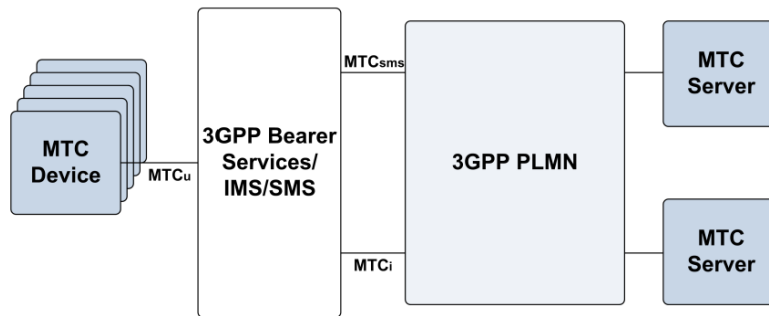 MTC
Device
MTCu
3GPP Bearer
Services/
IMS/SMS
MTCsms
MTCi
3GPP PLMN
MTC
Server
MTC
Server